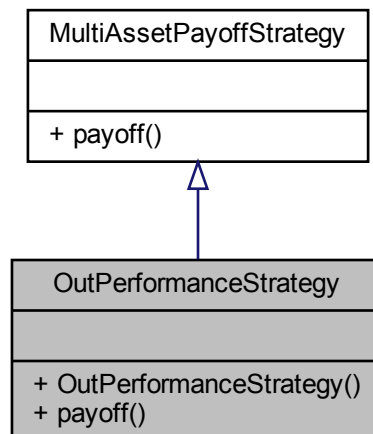 MultiAssetPayoffStrategy
+ payoff()
OutPerformanceStrategy
+ OutPerformanceStrategy()
+ payoff()